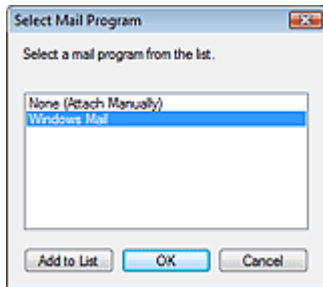 Select Mail Program
Select a mail program from the list.
None (Attach Manually)
Windows Mail
Add to List
OK
Cancel